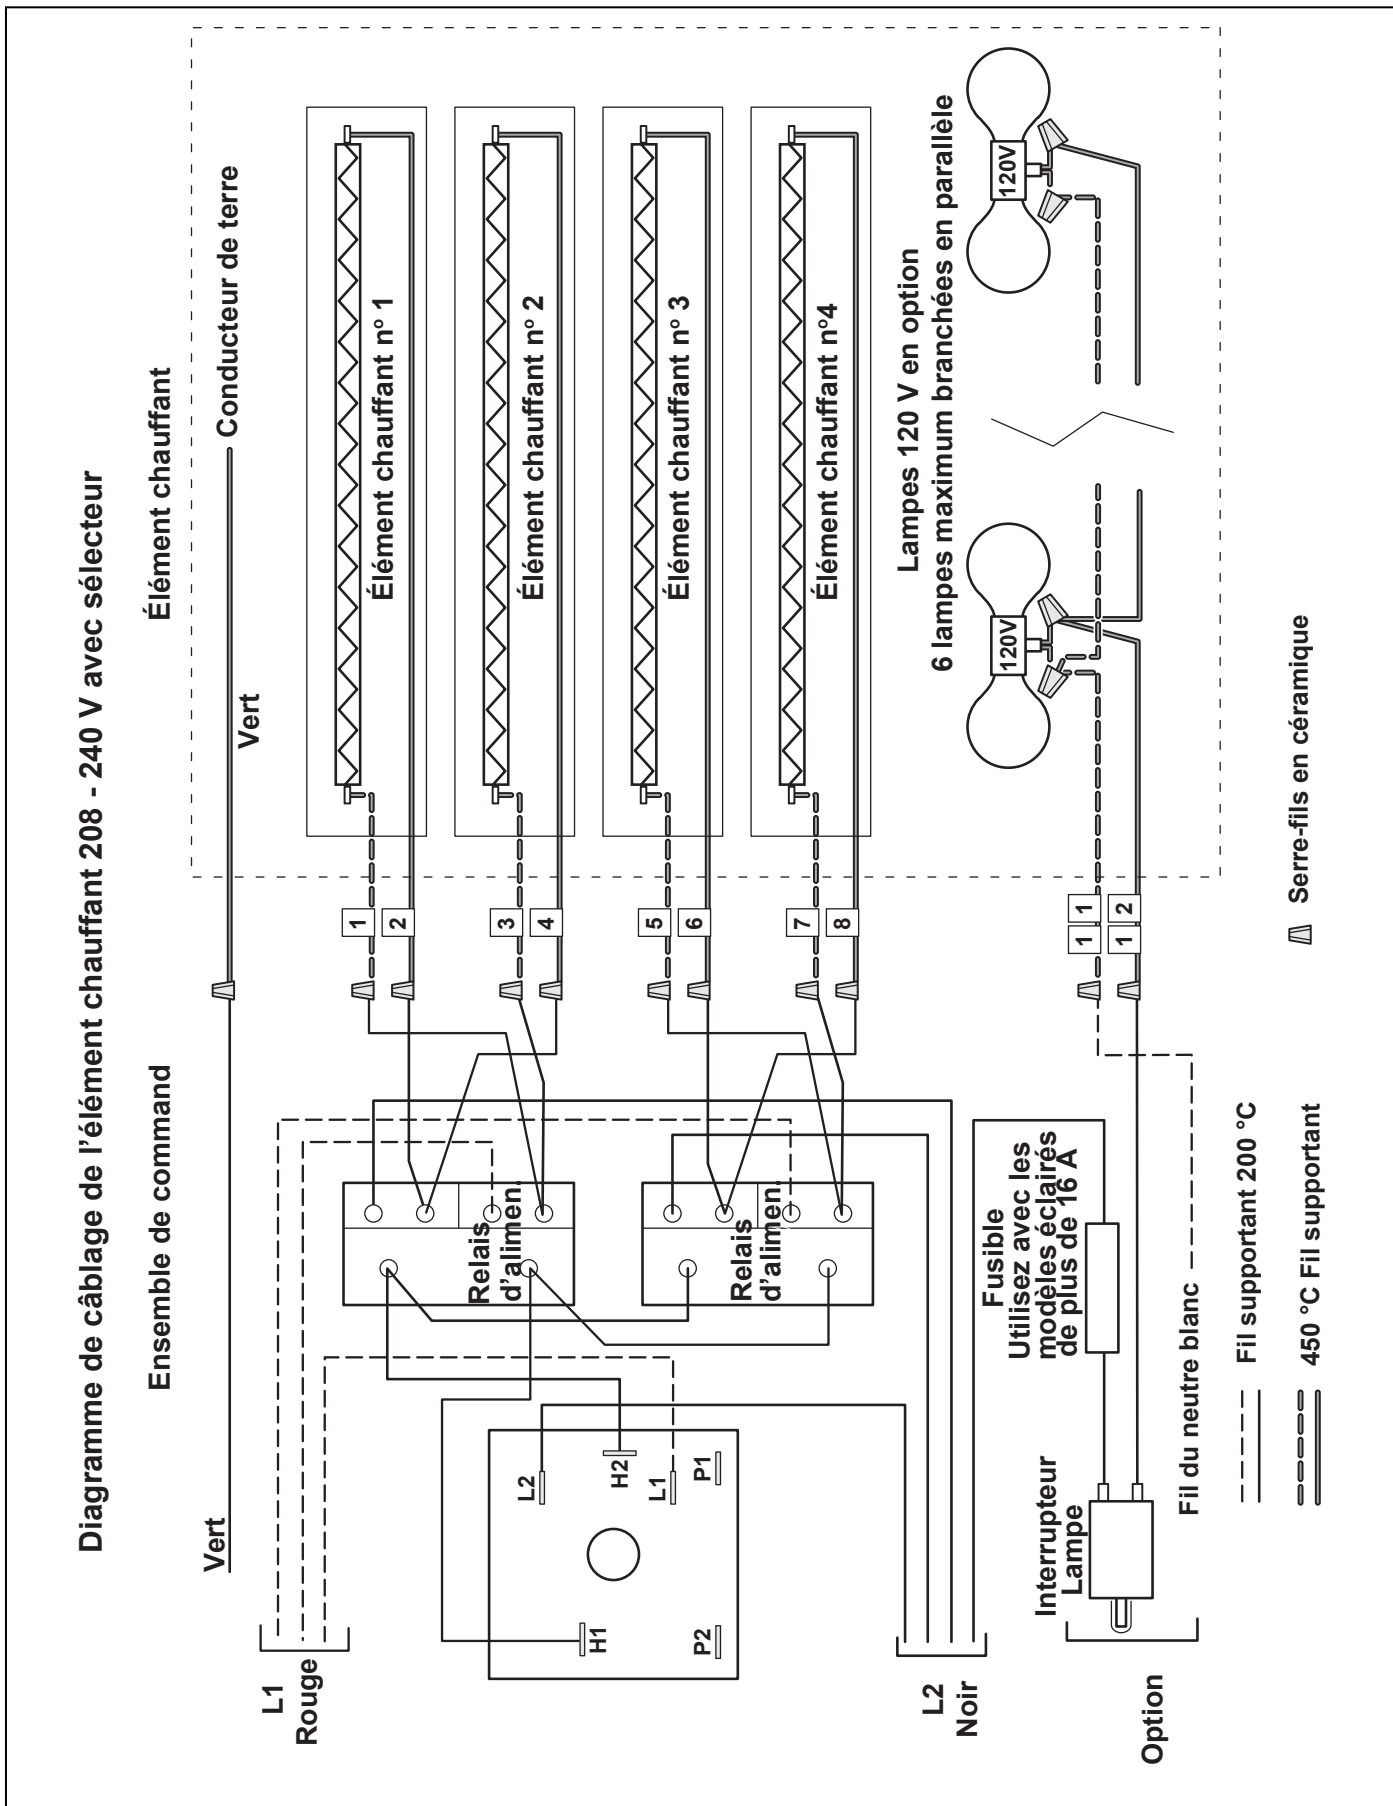 Diagramme de câblage de l'élément chauffant 208 - 240 V avec sélecteur
Ensemble de command
Élément chauffant
Vert
Vert
Conducteur de terre
L1
Rouge
1
2
3
4
5
6
7
8
Élément chauffant nº 1
Élément chauffant nº 2
Élément chauffant nº 3
Élément chauffant nº4
Relais
d'alimen.
Relais
d'alimen.
H1
L2
H2
L1
P1
P2
L2
Noir
Lampes 120 V en option
6 lampes maximum branchées en parallèle
120V
120V
Fusible
Utilisez avec les
modèles éclairés
de plus de 16 A
1 1
1 2
Interrupteur
Lampe
Option
Fil du neutre blanc
Fil supportant 200 °C
450 °C Fil supportant
Serre-fils en céramique